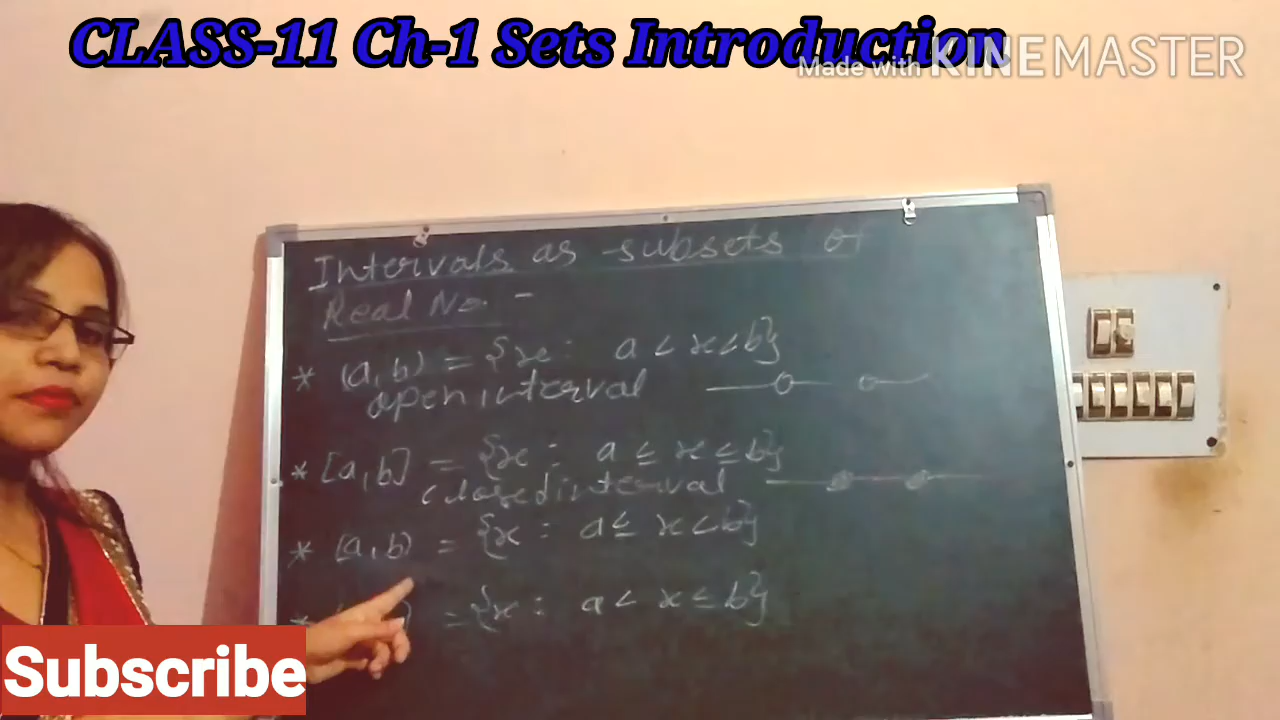 CLASS-11 Ch-1 Sets Introduction
Made with KINEMASTER
Intervals as subsets of
Real No. -
* (a,b) = {x : a < x < b}
open interval
* [a,b] = {x : a ≤ x ≤ b}
closed interval
* [a,b) = {x : a ≤ x < b}
* = {x : a < x ≤ b}
Subscribe